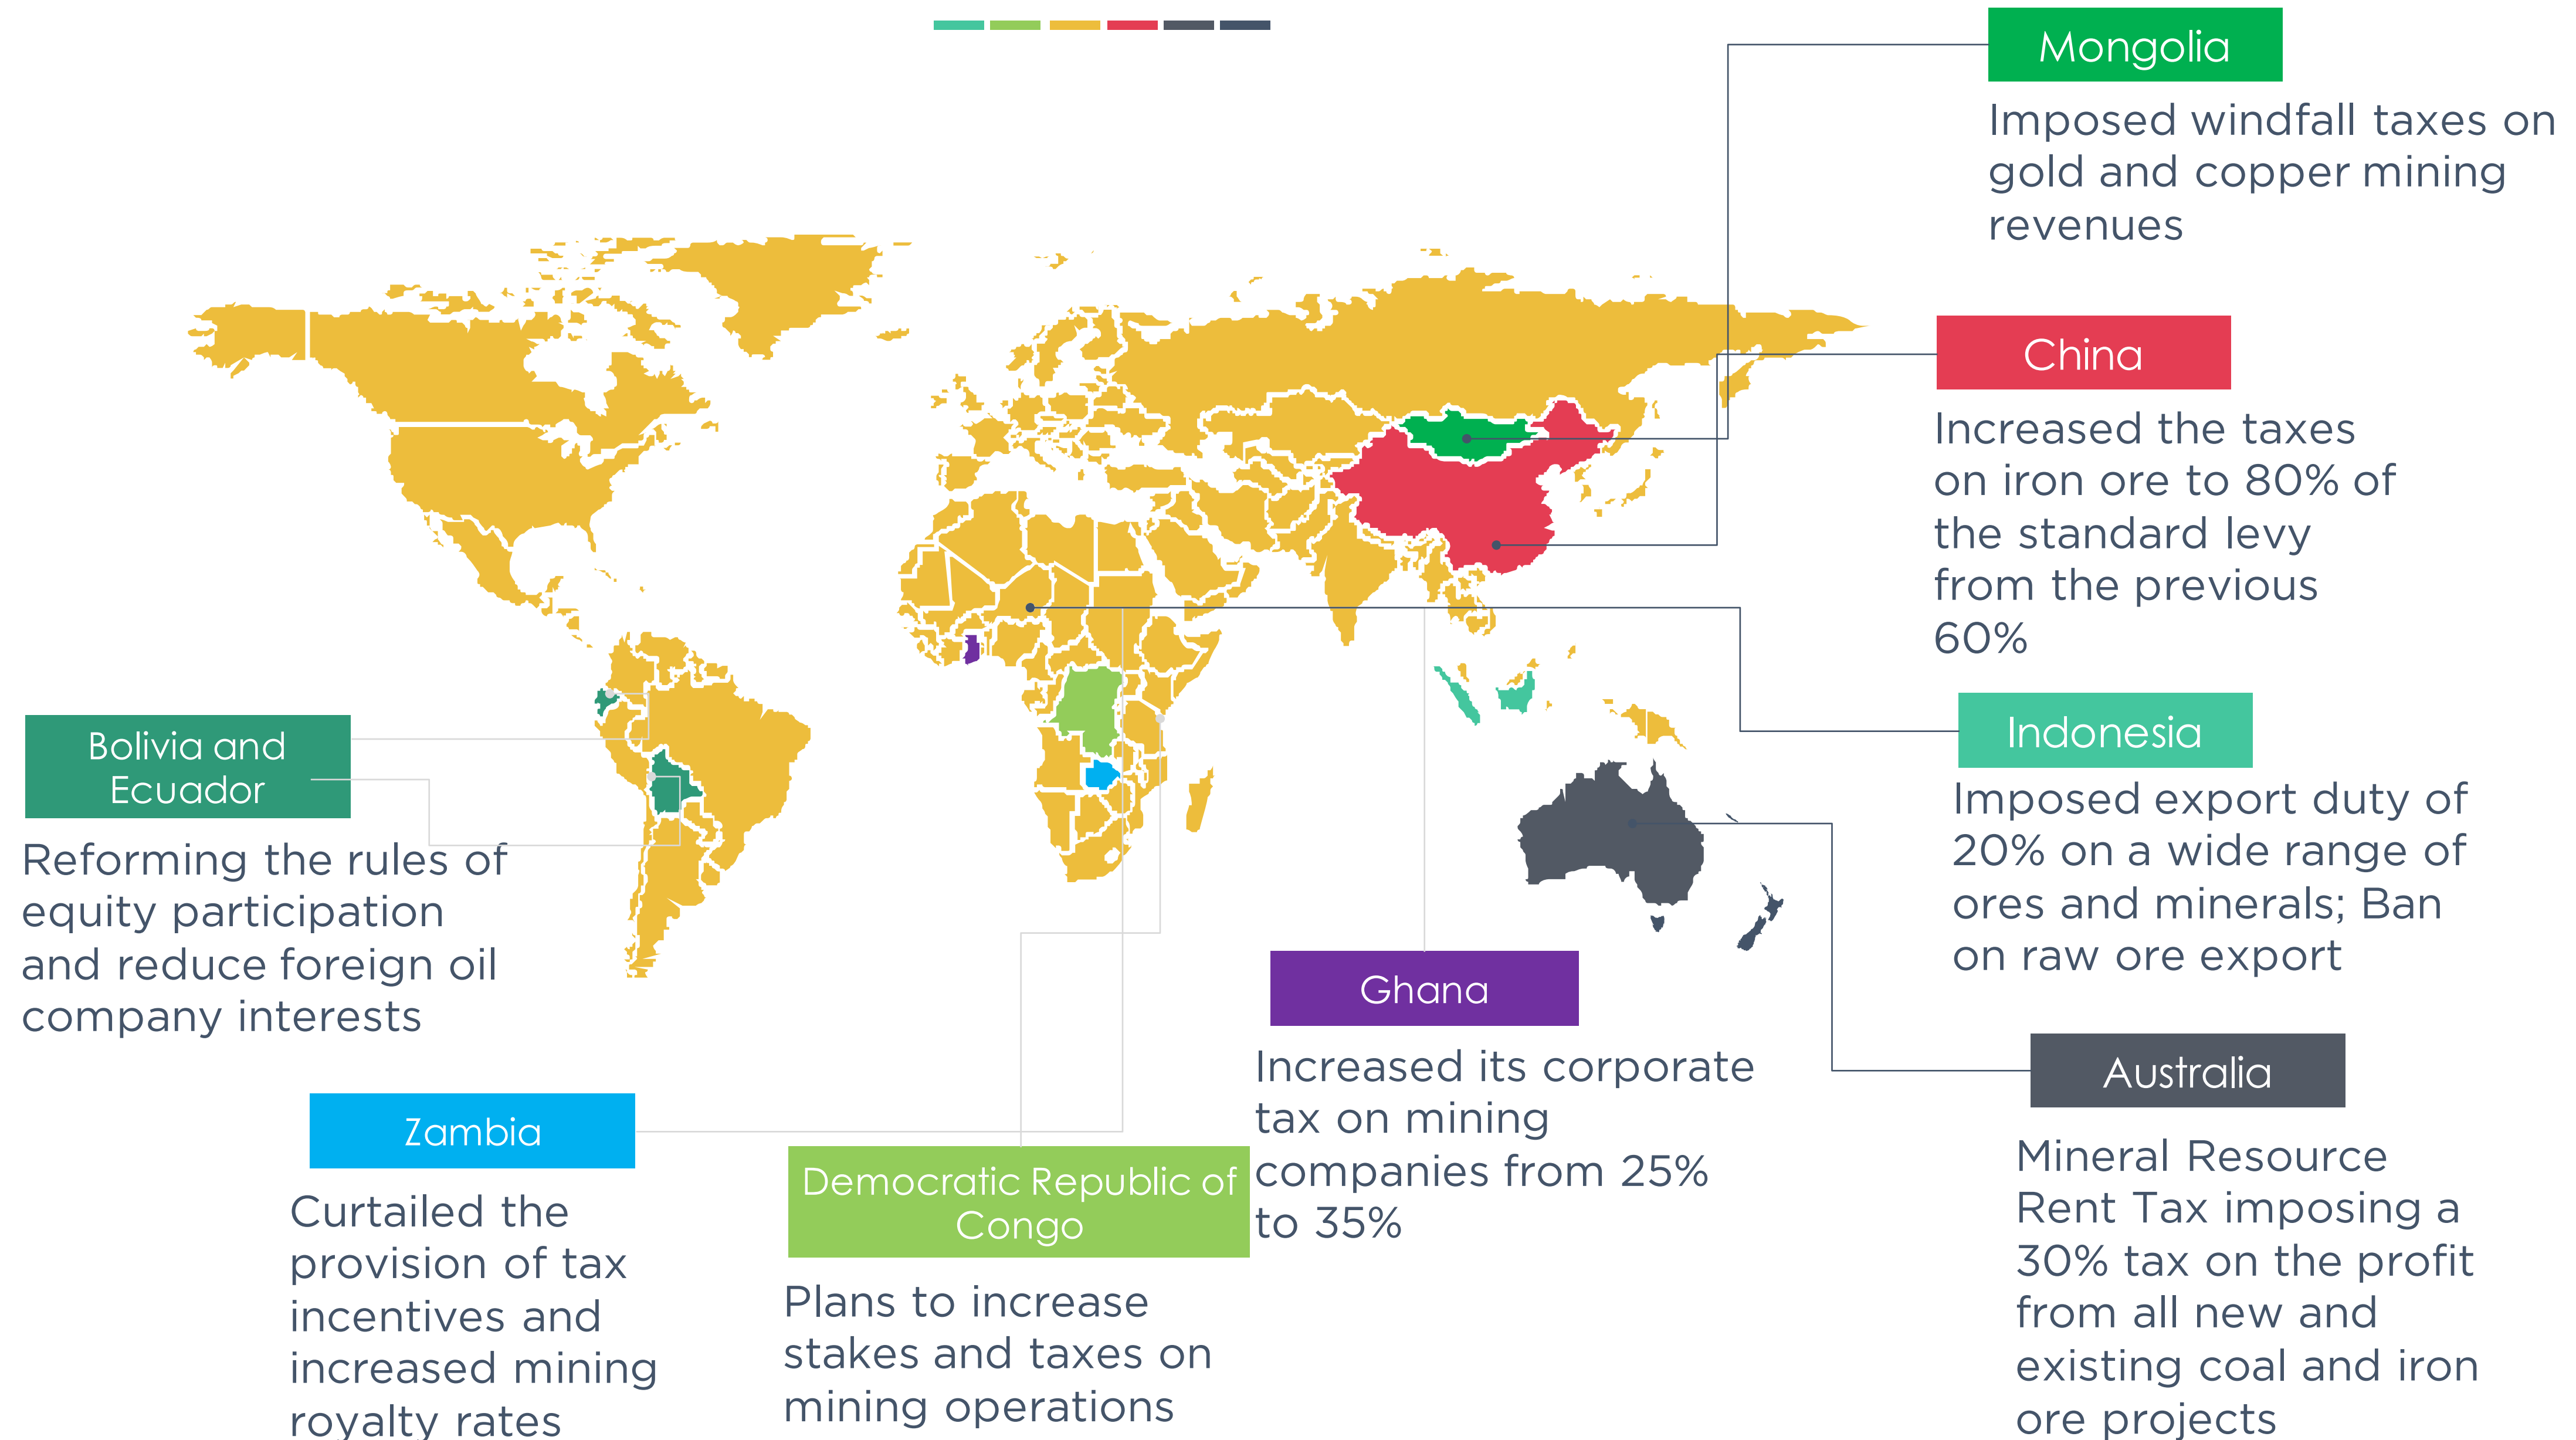 Mongolia
Imposed windfall taxes on
gold and copper mining
revenues
China
Increased the taxes
on iron ore to 80% of
the standard levy
from the previous
60%
Indonesia
Imposed export duty of
20% on a wide range of
ores and minerals; Ban
on raw ore export
Bolivia and
Ecuador
Reforming the rules of
equity participation
and reduce foreign oil
company interests
Ghana
Increased its corporate
tax on mining
companies from 25%
to 35%
Australia
Mineral Resource
Rent Tax imposing a
30% tax on the profit
from all new and
existing coal and iron
ore projects
Zambia
Curtailed the
provision of tax
incentives and
increased mining
royalty rates
Democratic Republic of
Congo
Plans to increase
stakes and taxes on
mining operations